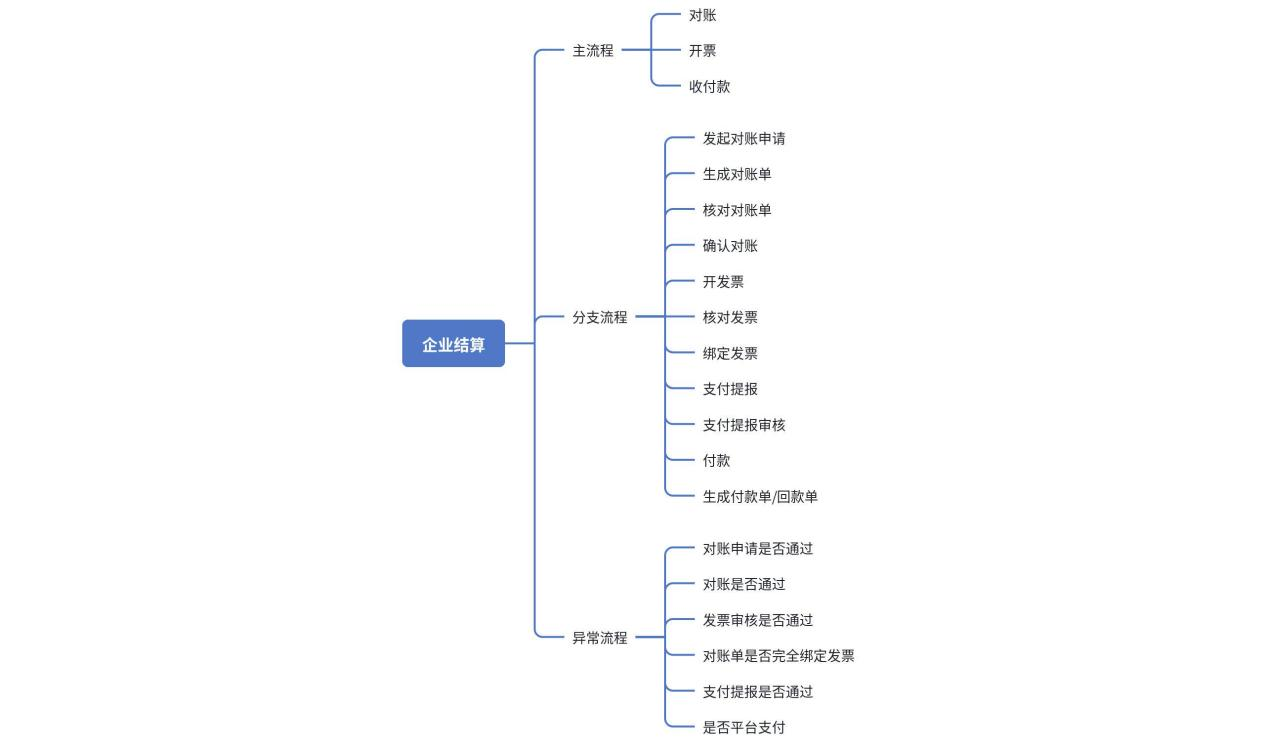 企业结算
主流程
对账
开票
收付款
分支流程
发起对账申请
生成对账单
核对对账单
确认对账
开发票
核对发票
绑定发票
支付提报
支付提报审核
付款
生成付款单/回款单
异常流程
对账申请是否通过
对账是否通过
发票审核是否通过
对账单是否完全绑定发票
支付提报是否通过
是否平台支付